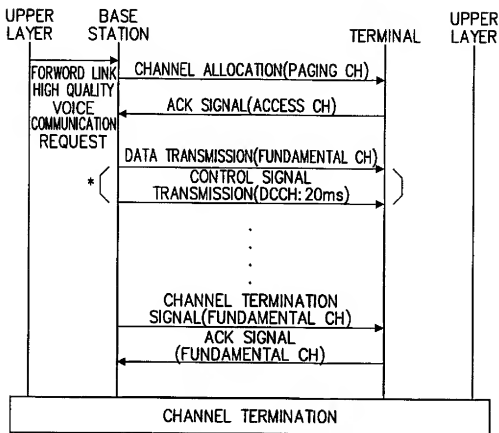 UPPER LAYER
BASE STATION
TERMINAL
UPPER LAYER
FORWORD LINK
HIGH QUALITY
VOICE
COMMUNICATION
REQUEST
CHANNEL ALLOCATION(PAGING CH)
ACK SIGNAL(ACCESS CH)
DATA TRANSMISSION(FUNDAMENTAL CH)
*
CONTROL SIGNAL
TRANSMISSION(DCCH: 20ms)
CHANNEL TERMINATION
SIGNAL(FUNDAMENTAL CH)
ACK SIGNAL
(FUNDAMENTAL CH)
CHANNEL TERMINATION